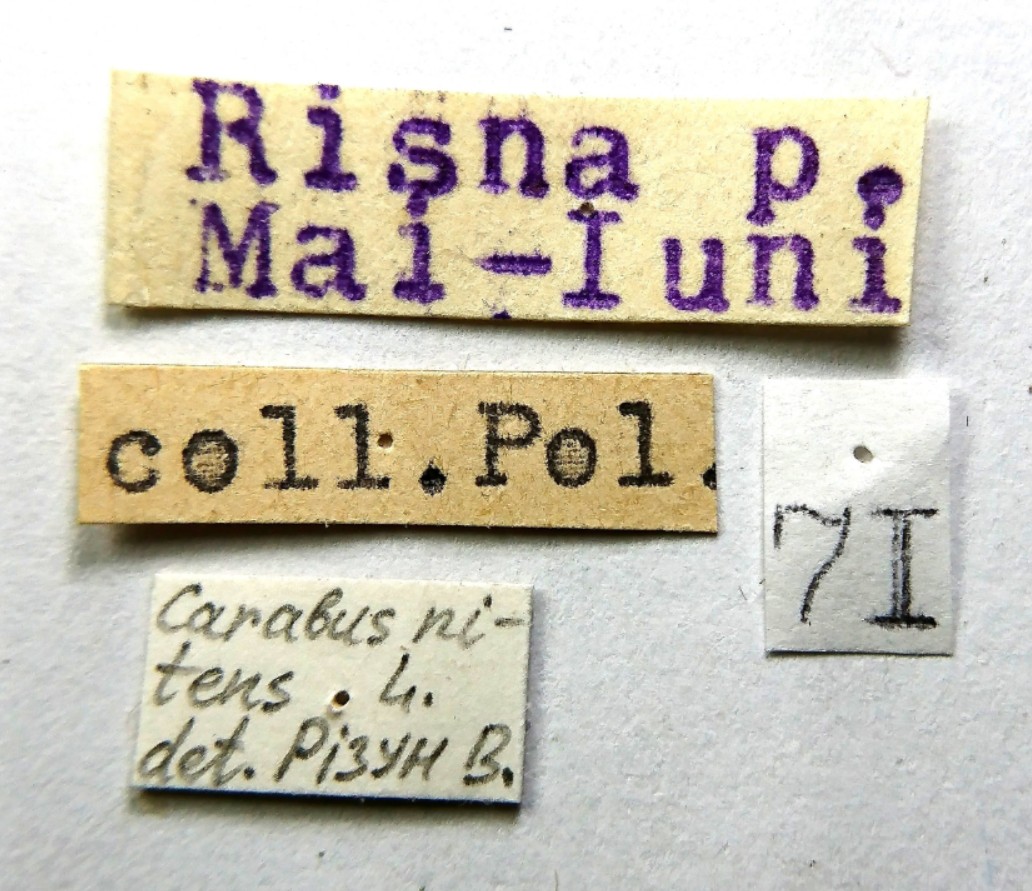 Risna p.
Mai-Iuni
coll.Pol.
7I
Carabus ni-
tens L.
det. Різун В.